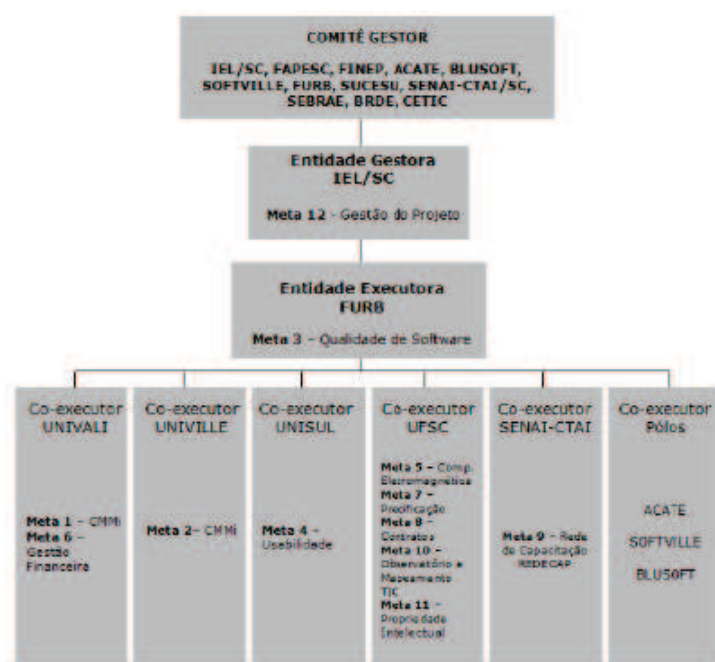 COMITÊ GESTOR
IEL/SC, FAPESC, FINEP, ACATE, BLUSOFT,
SOFTVILLE, FURB, SUCESU, SENAI-CTAI/SC,
SEBRAE, BRDE, CETIC
Entidade Gestora
IEL/SC
Meta 12 - Gestão do Projeto
Entidade Executora
FURB
Meta 3 – Qualidade de Software
Co-executor
UNIVALI
Meta 1 – CMMi
Meta 6 –
Gestão
Financeira
Co-executor
UNIVILLE
Meta 2– CMMi
Co-executor
UNISUL
Meta 4 –
Usabilidade
Co-executor
UFSC
Meta 5 – Comp.
Eletromagnética
Meta 7 –
Precificação
Meta 8 –
Contratos
Meta 10 –
Observatório e
Mapeamento
TIC
Meta 11 –
Propriedade
Intelectual
Co-executor
SENAI-CTAI
Meta 9 – Rede
de Capacitação
REDECAP
Co-executor
Pólos
ACATE
SOFTVILLE
BLUSOFT